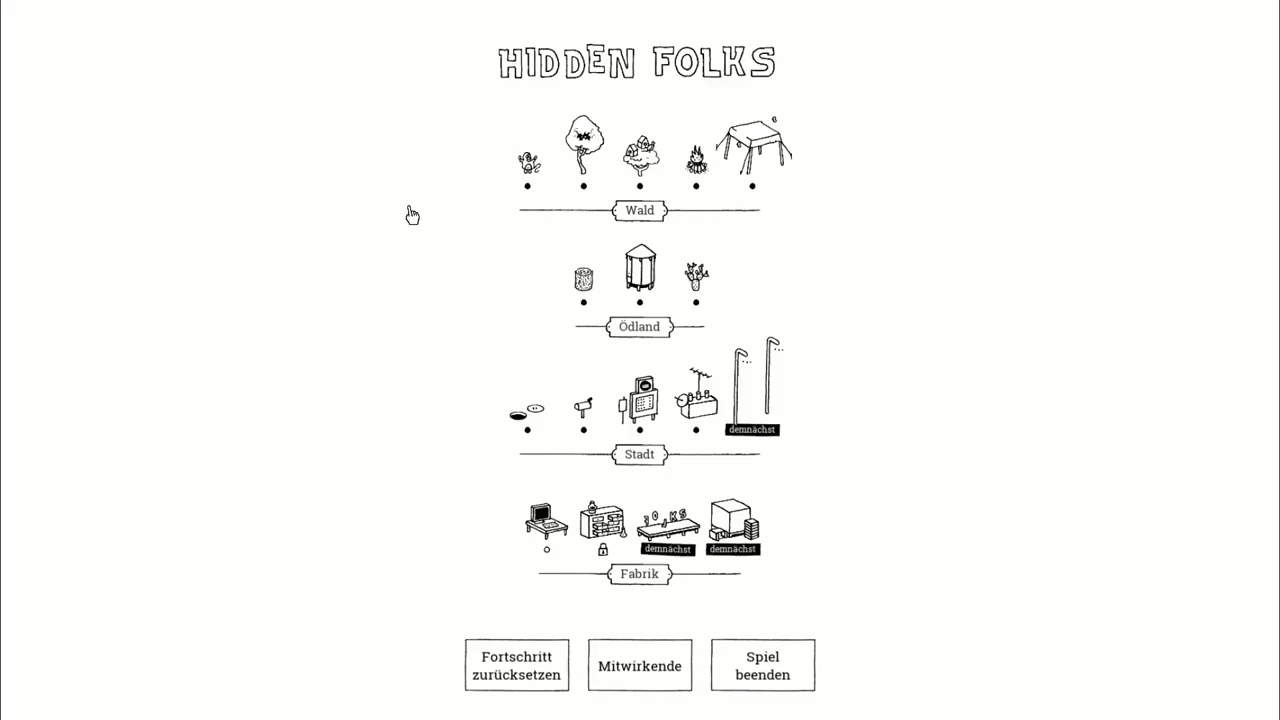 HIDDEN FOLKS
Wald
Ödland
demnächst
Stadt
demnächst
demnächst
Fabrik
Fortschritt
zurücksetzen
Mitwirkende
Spiel
beenden